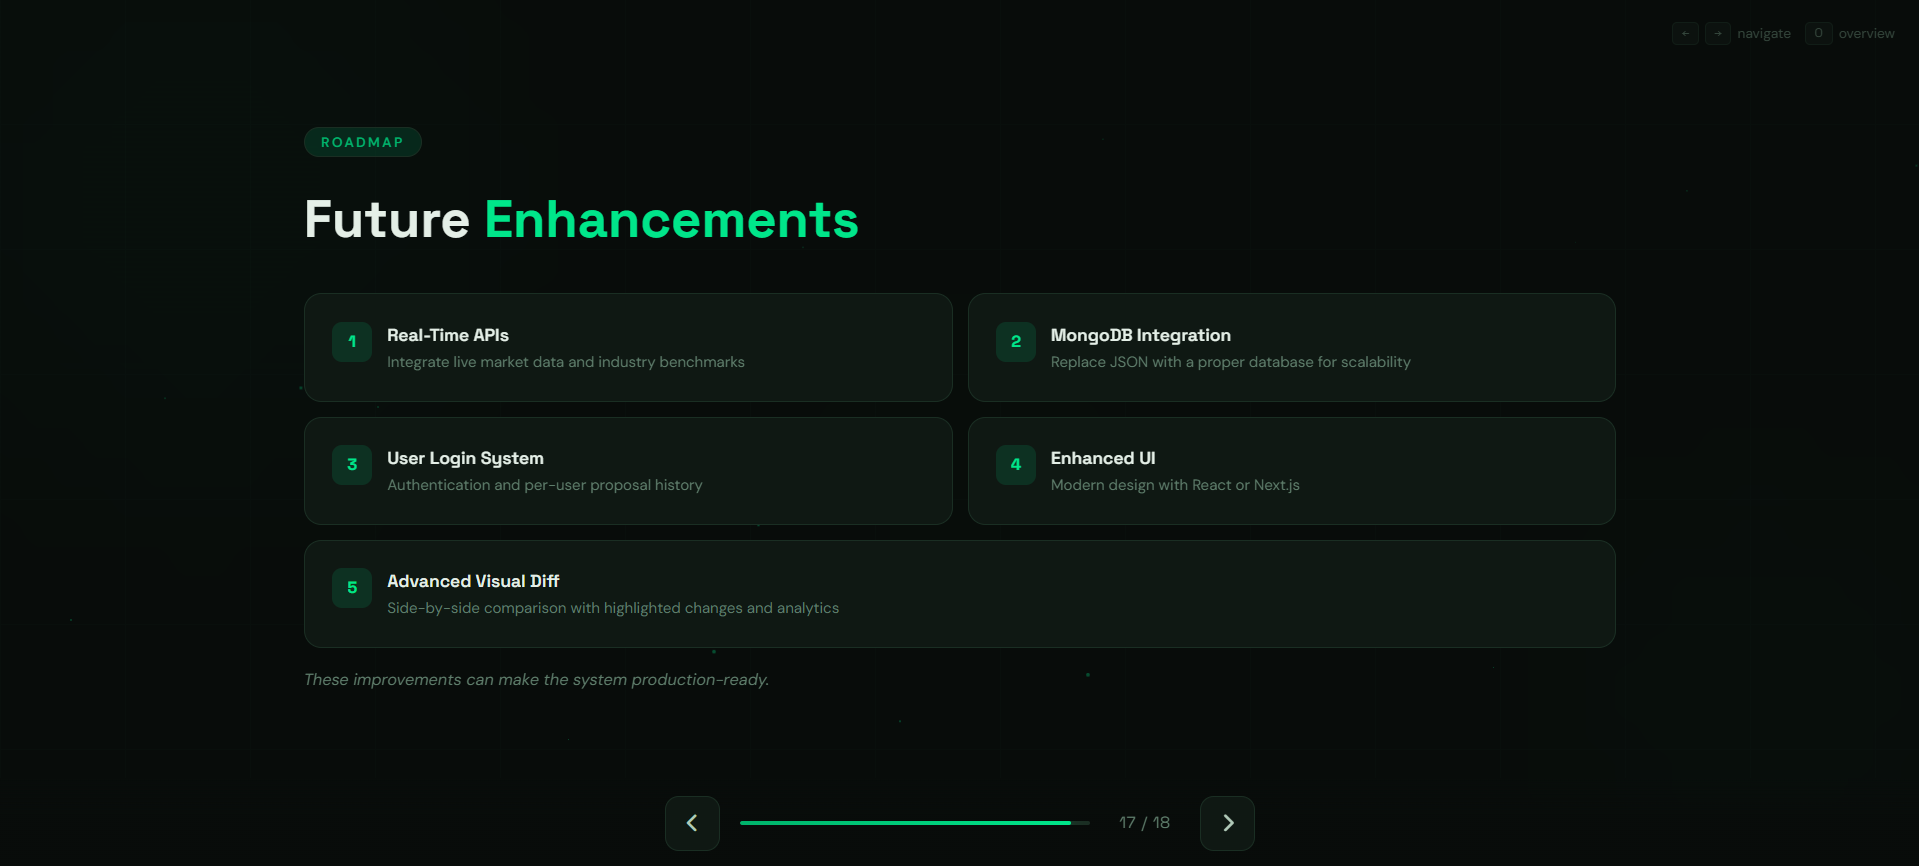 ← → navigate O overview
ROADMAP
Future Enhancements
1
Real-Time APIs
Integrate live market data and industry benchmarks
2
MongoDB Integration
Replace JSON with a proper database for scalability
3
User Login System
Authentication and per-user proposal history
4
Enhanced UI
Modern design with React or Next.js
5
Advanced Visual Diff
Side-by-side comparison with highlighted changes and analytics
These improvements can make the system production-ready.
17 / 18